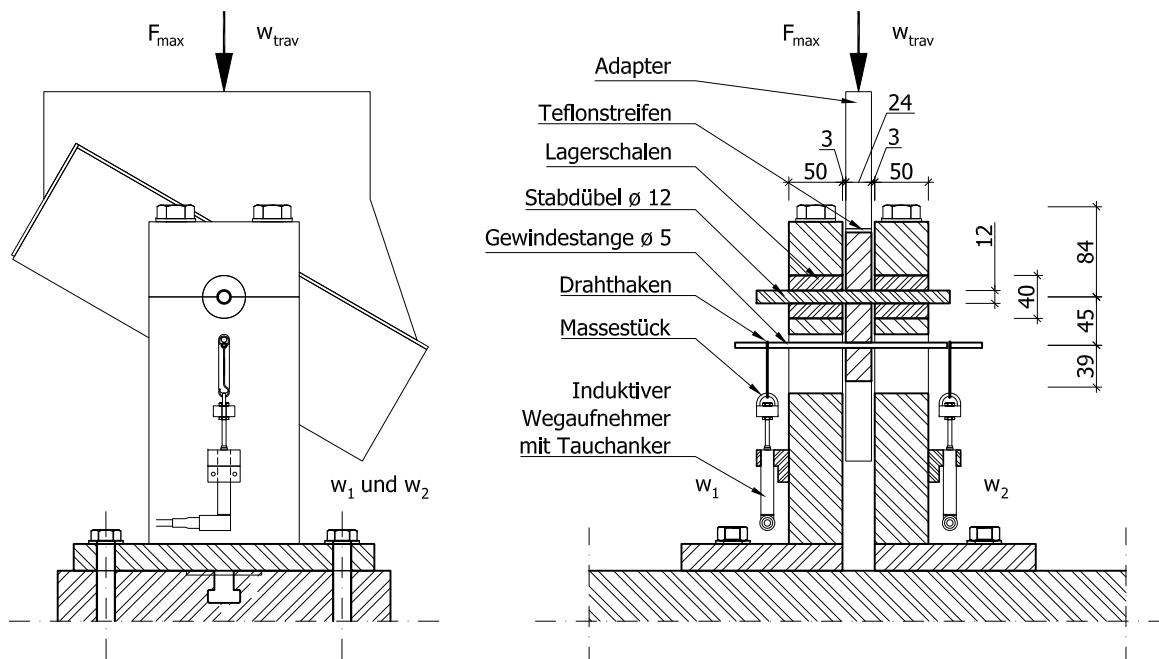 F max
w trav
w 1 und w 2
F max
w trav
Adapter
Teflonstreifen
24
3
3
Lagerschalen
50
50
Stabdübel ø 12
Gewindestange ø 5
12
84
Drahthaken
40
Massestück
45
39
Induktiver
Wegaufnehmer
mit Tauchanker
w 1
w 2